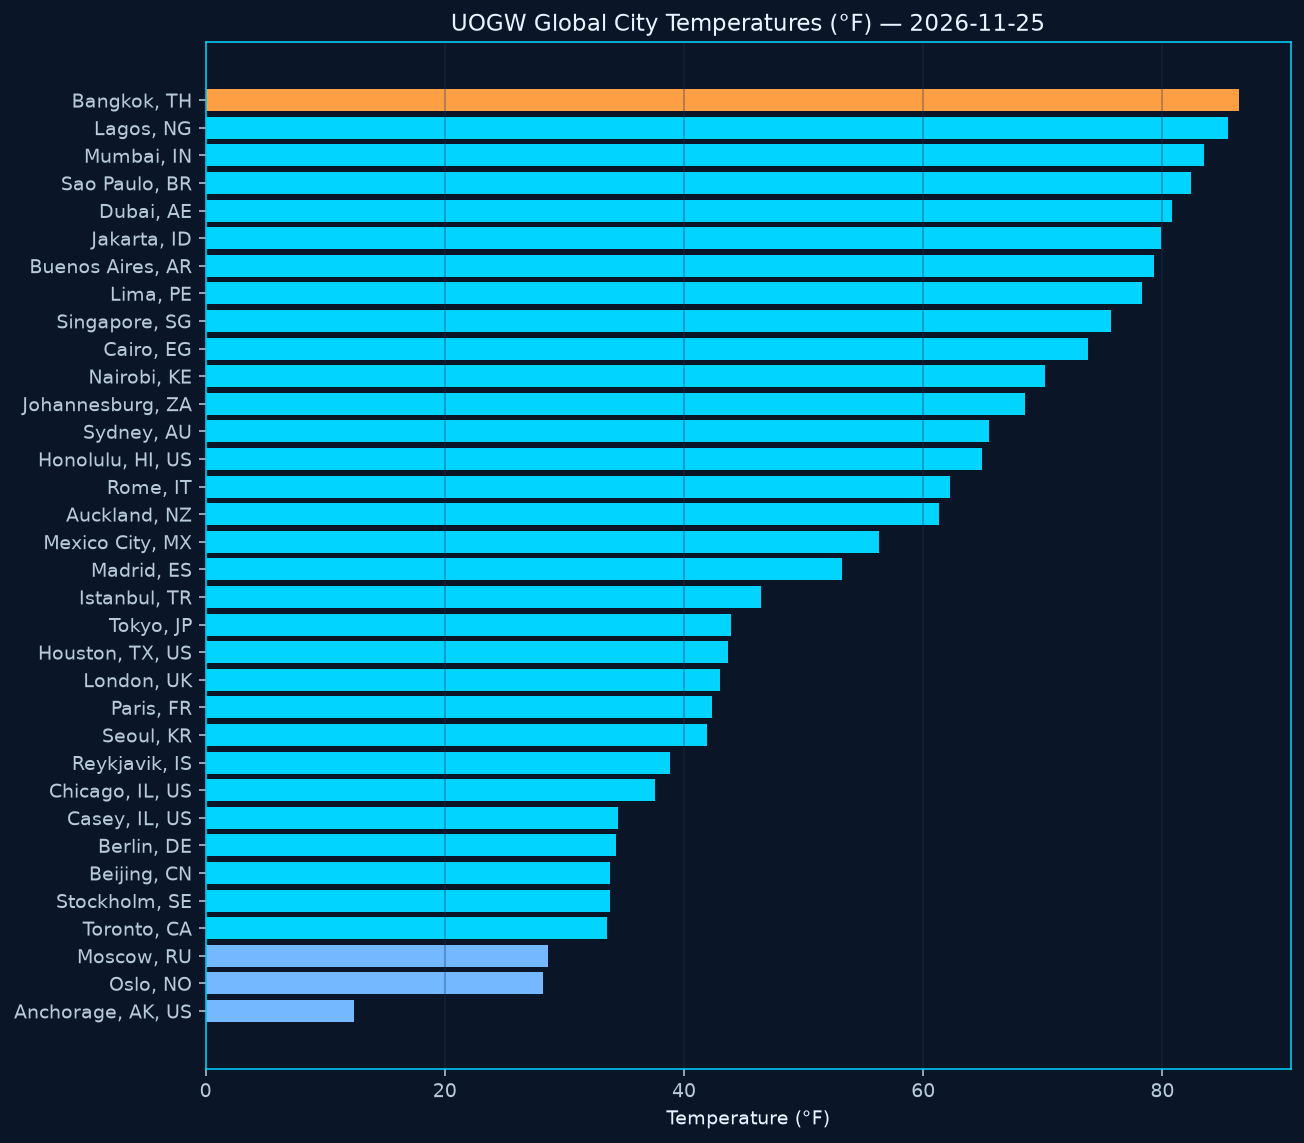 UOGW Global City Temperatures (°F) — 2026-11-25
Bangkok, TH
Lagos, NG
Mumbai, IN
Sao Paulo, BR
Dubai, AE
Jakarta, ID
Buenos Aires, AR
Lima, PE
Singapore, SG
Cairo, EG
Nairobi, KE
Johannesburg, ZA
Sydney, AU
Honolulu, HI, US
Rome, IT
Auckland, NZ
Mexico City, MX
Madrid, ES
Istanbul, TR
Tokyo, JP
Houston, TX, US
London, UK
Paris, FR
Seoul, KR
Reykjavik, IS
Chicago, IL, US
Casey, IL, US
Berlin, DE
Beijing, CN
Stockholm, SE
Toronto, CA
Moscow, RU
Oslo, NO
Anchorage, AK, US
0 20 40 60 80
Temperature (°F)